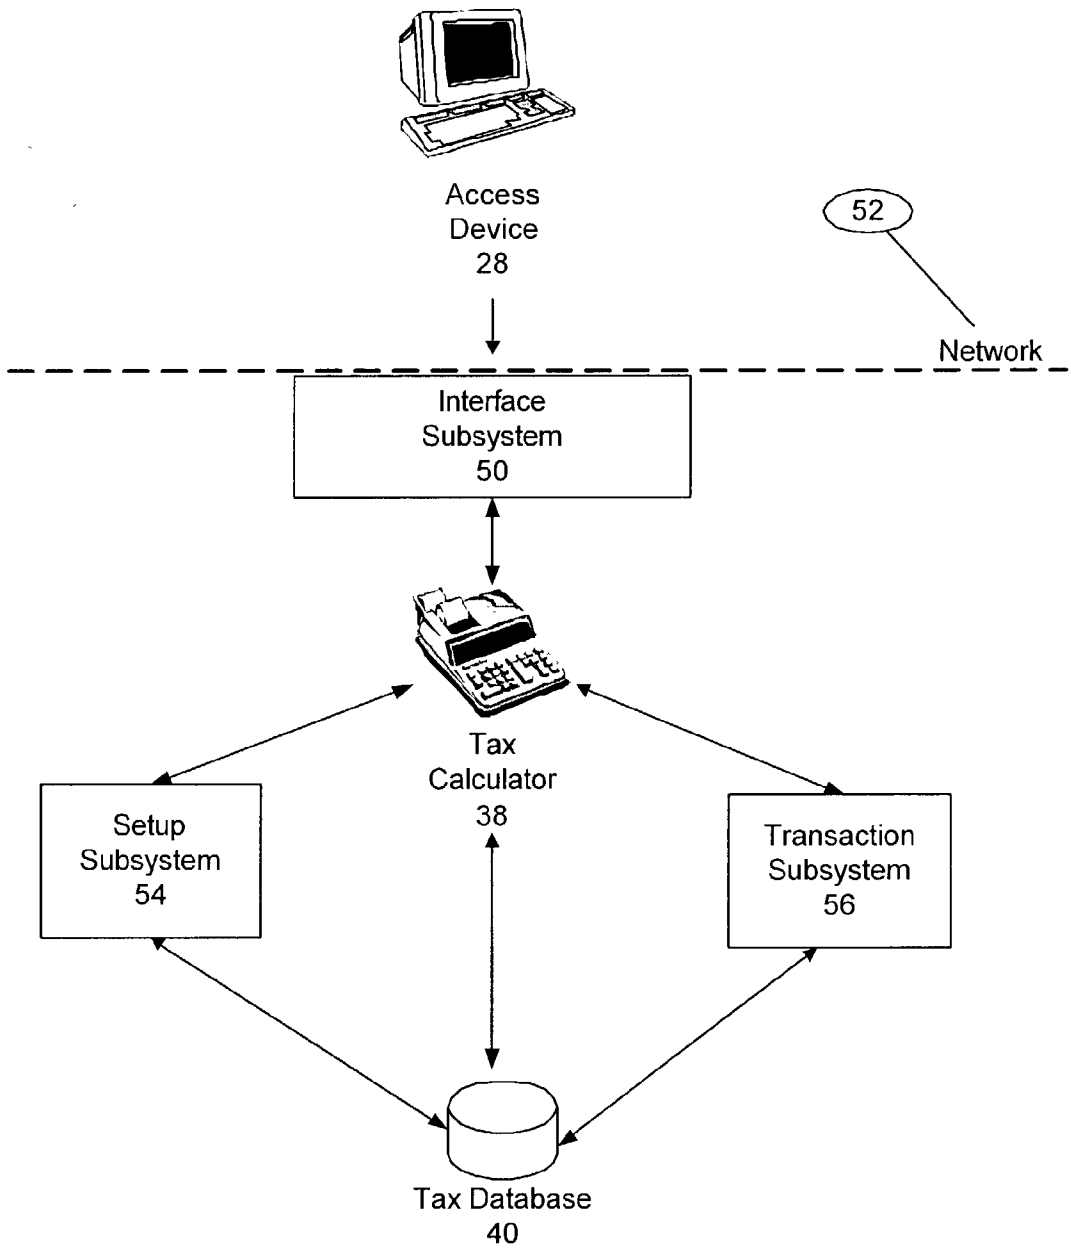 Access
Device
28
52
Network
Interface
Subsystem
50
Tax
Calculator
38
Setup
Subsystem
54
Transaction
Subsystem
56
Tax Database
40